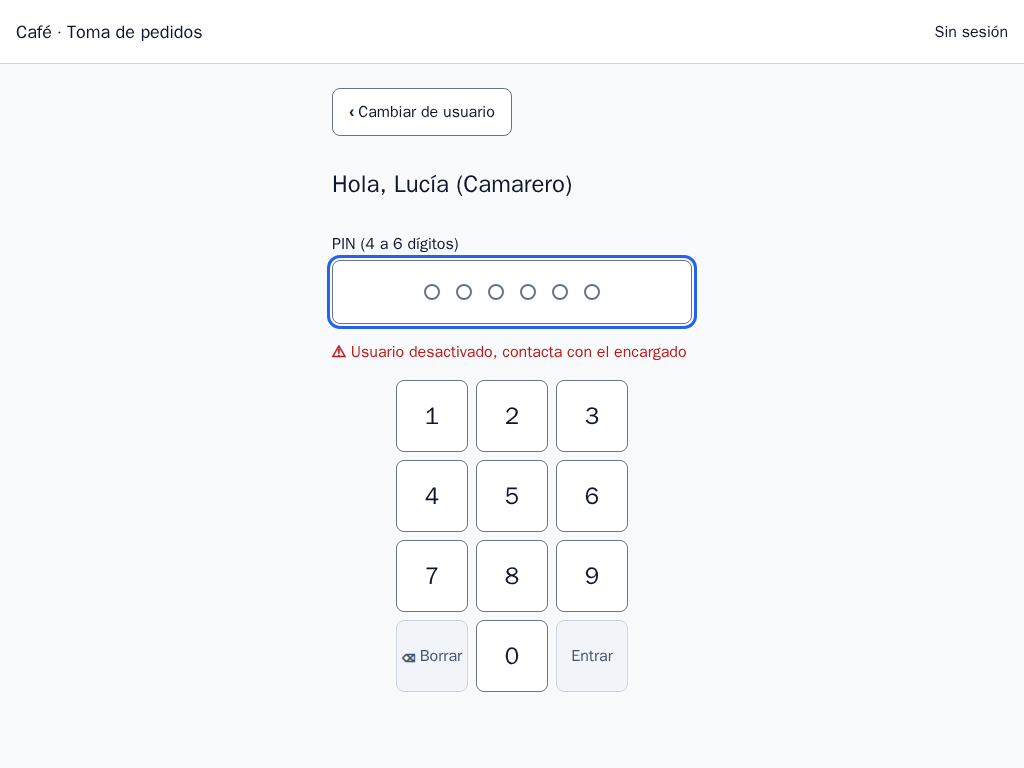 Café · Toma de pedidos
Sin sesión
‹ Cambiar de usuario
Hola, Lucía (Camarero)
PIN (4 a 6 dígitos)
⚠ Usuario desactivado, contacta con el encargado
1 2 3
4 5 6
7 8 9
⌫ Borrar 0 Entrar